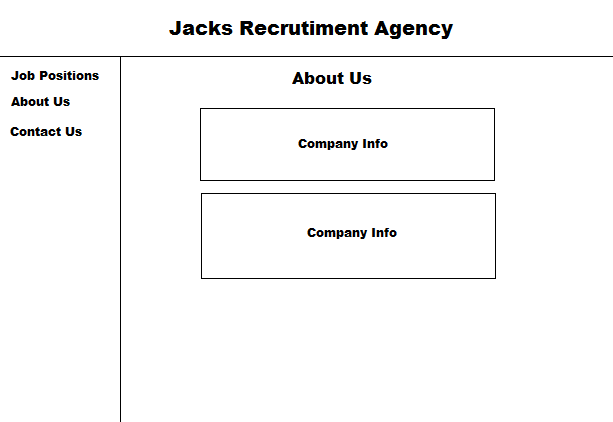 Jacks Recrutiment Agency
Job Positions
About Us
Contact Us
About Us
Company Info
Company Info